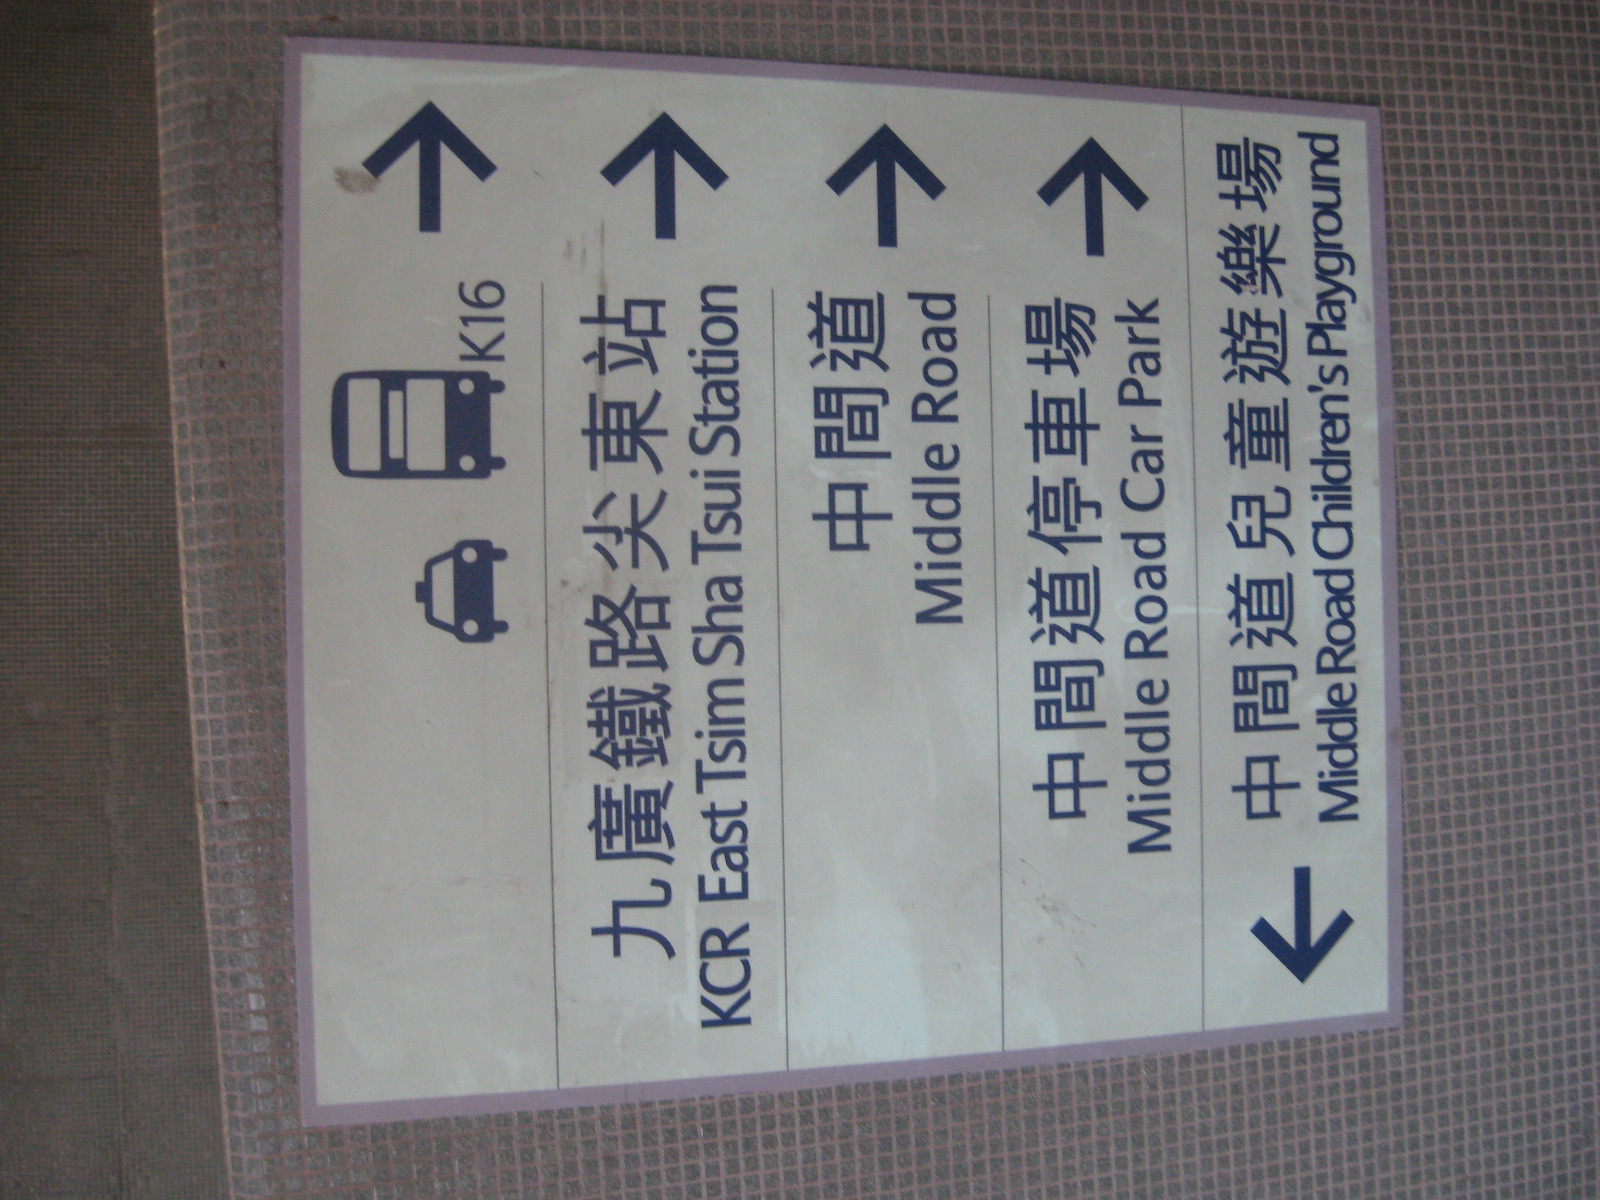 K16
九廣鐵路尖東站
KCR East Tsim Sha Tsui Station
中間道
Middle Road
中間道停車場
Middle Road Car Park
中間道兒童遊樂場
Middle Road Children's Playground